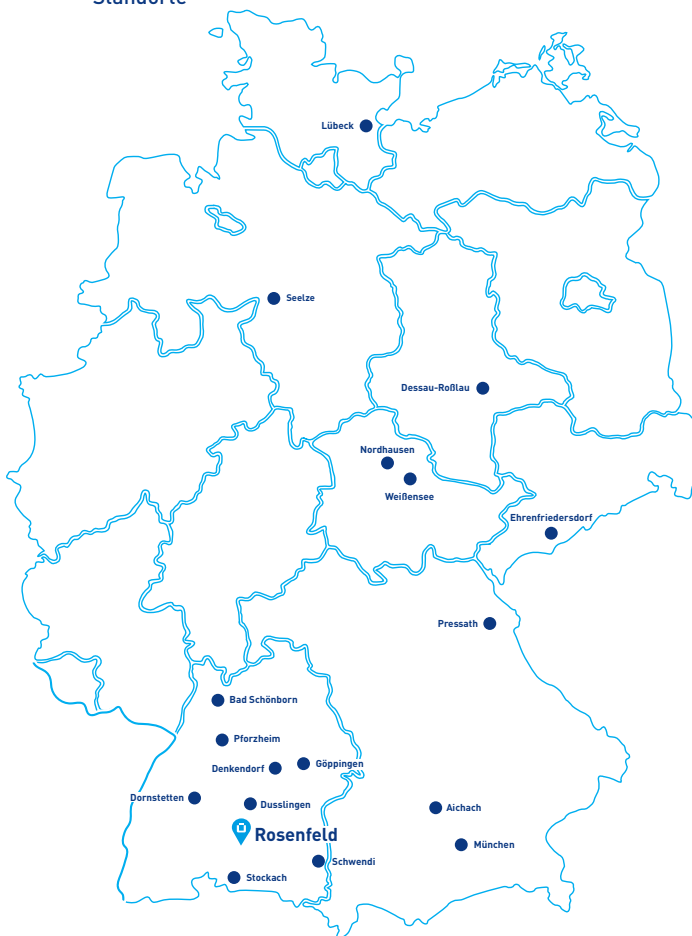 Standorte
Lübeck
Seelze
Dessau-Roßlau
Nordhausen
Weißensee
Ehrenfriedersdorf
Pressath
Bad Schönborn
Pforzheim
Göppingen
Denkendorf
Dornstetten
Dusslingen
Aichach
Rosenfeld
München
Schwendi
Stockach